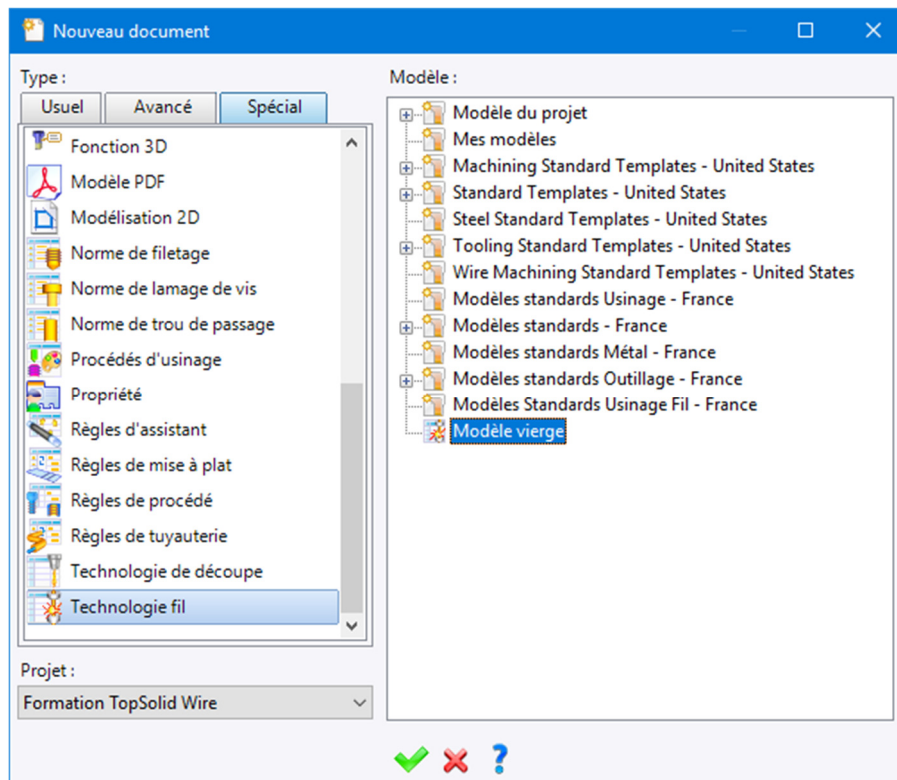 Nouveau document
Type :
Usuel Avancé Spécial
Fonction 3D
Modèle PDF
Modélisation 2D
Norme de filetage
Norme de lamage de vis
Norme de trou de passage
Procédés d'usinage
Propriété
Règles d'assistant
Règles de mise à plat
Règles de procédé
Règles de tuyauterie
Technologie de découpe
Technologie fil
Projet :
Formation TopSolid Wire
Modèle :
Modèle du projet
Mes modèles
Machining Standard Templates - United States
Standard Templates - United States
Steel Standard Templates - United States
Tooling Standard Templates - United States
Wire Machining Standard Templates - United States
Modèles standards Usinage - France
Modèles standards - France
Modèles standards Métal - France
Modèles standards Outillage - France
Modèles Standards Usinage Fil - France
Modèle vierge